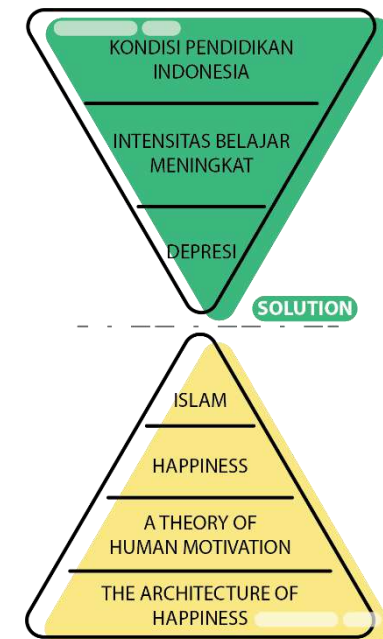 KONDISI PENDIDIKAN
INDONESIA
INTENSITAS BELAJAR
MENINGKAT
DEPRESI
SOLUTION
ISLAM
HAPPINESS
A THEORY OF
HUMAN MOTIVATION
THE ARCHITECTURE OF
HAPPINESS